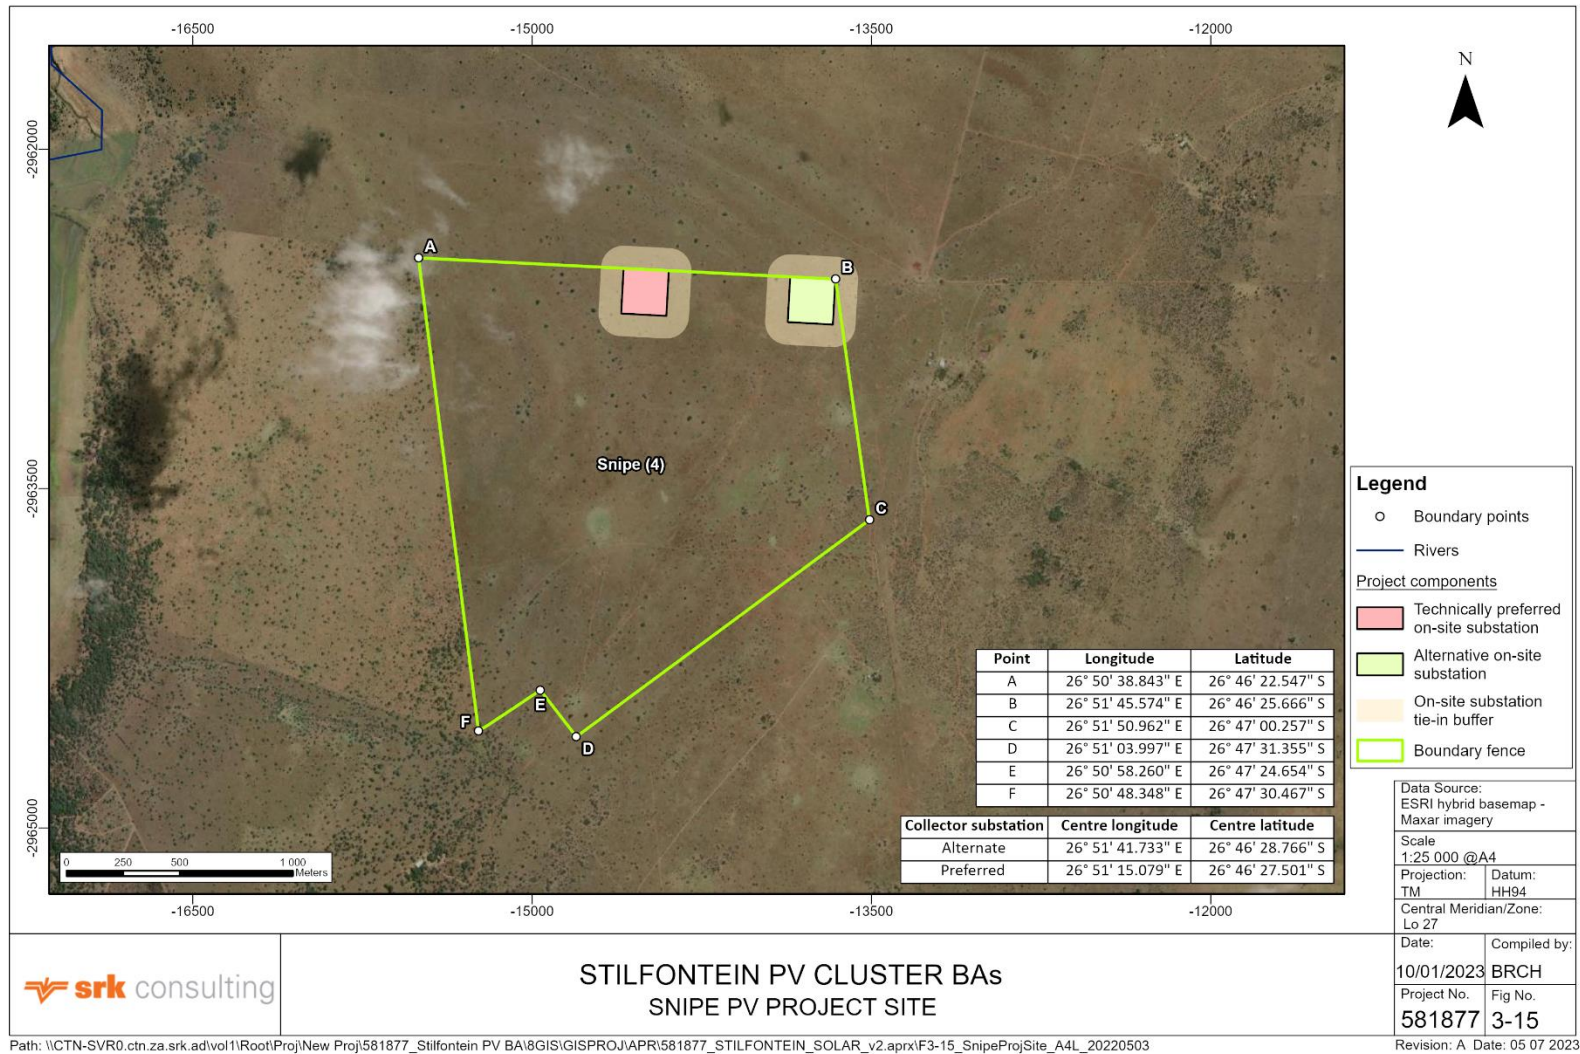 -16500 -15000 -13500 -12000
-2962000
-2963500
-2965000
N
A
B
Snipe (4)
C
E
F
D
Point Longitude Latitude
A 26° 50' 38.843" E 26° 46' 22.547" S
B 26° 51' 45.574" E 26° 46' 25.666" S
C 26° 51' 50.962" E 26° 47' 00.257" S
D 26° 51' 03.997" E 26° 47' 31.355" S
E 26° 50' 58.260" E 26° 47' 24.654" S
F 26° 50' 48.348" E 26° 47' 30.467" S
Collector substation Centre longitude Centre latitude
Alternate 26° 51' 41.733" E 26° 46' 28.766" S
Preferred 26° 51' 15.079" E 26° 46' 27.501" S
0 250 500 1 000
Meters
-16500 -15000 -13500 -12000
Legend
Boundary points
Rivers
Project components
Technically preferred
on-site substation
Alternative on-site
substation
On-site substation
tie-in buffer
Boundary fence
Data Source:
ESRI hybrid basemap -
Maxar imagery
Scale
1:25 000 @A4
Projection: Datum:
TM HH94
Central Meridian/Zone:
Lo 27
Date: Compiled by:
10/01/2023 BRCH
Project No. Fig No.
581877 3-15
srk consulting
STILFONTEIN PV CLUSTER BAs
SNIPE PV PROJECT SITE
Path: \\CTN-SVR0.ctn.za.srk.ad\vol1\Root\Proj\New Proj\581877_Stilfontein PV BA\8GIS\GISPROJ\APR\581877_STILFONTEIN_SOLAR_v2.aprx\F3-15_SnipeProjSite_A4L_20220503
Revision: A Date: 05 07 2023